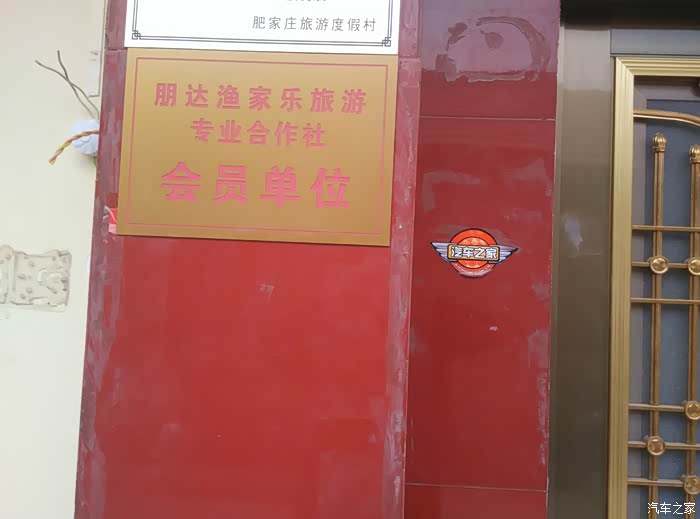 肥家庄旅游度假村
朋达渔家乐旅游
专业合作社
会员单位
汽车之家
汽车之家